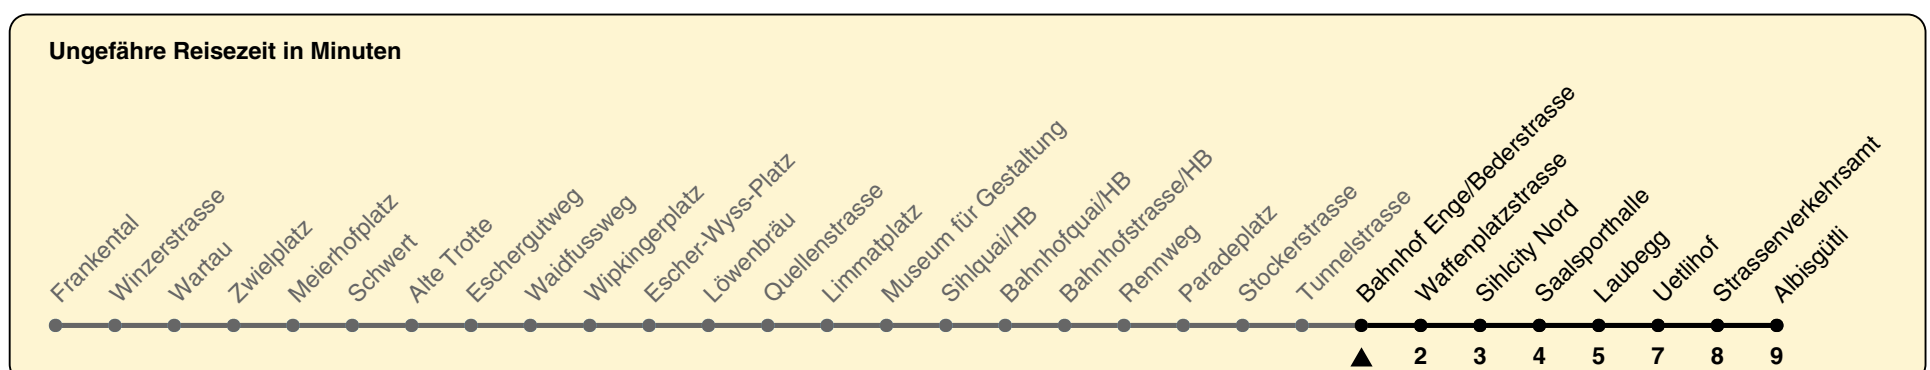 Ungefähre Reisezeit in Minuten
Frankental
Winzerstrasse
Wartau
Zwielplatz
Meierhofplatz
Schwert
Alte Trotte
Eschergutweg
Waidfussweg
Wipkingerplatz
Escher-Wyss-Platz
Löwenbräu
Quellenstrasse
Limmatplatz
Museum für Gestaltung
Sihlquai/HB
Bahnhofquai/HB
Bahnhofstrasse/HB
Rennweg
Paradeplatz
Stockerstrasse
Tunnelstrasse
Bahnhof Enge/Bederstrasse
Waffenplatzstrasse
Sihlcity Nord
Saalsporthalle
Laubegg
Uetlihof
Strassenverkehrsamt
Albisgütli
2 3 4 5 7 8 9